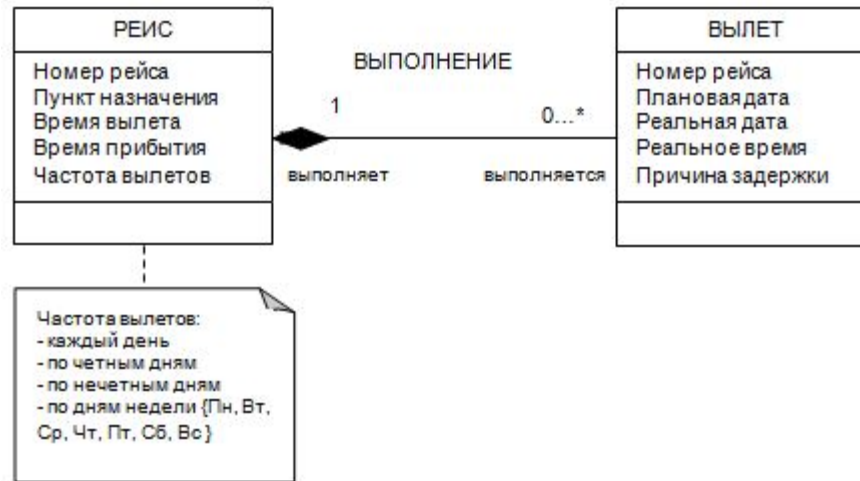 РЕИС
Номер рейса
Пункт назначения
Время вылета
Время прибытия
Частота вылетов
ВЫПОЛНЕНИЕ
1
0...*
выполняет
выполняется
ВЫЛЕТ
Номер рейса
Плановая дата
Реальная дата
Реальное время
Причина задержки
Частота вылетов:
- каждый день
- по четным дням
- по нечетным дням
- по дням недели {Пн, Вт,
Ср, Чт, Пт, Сб, Вс }